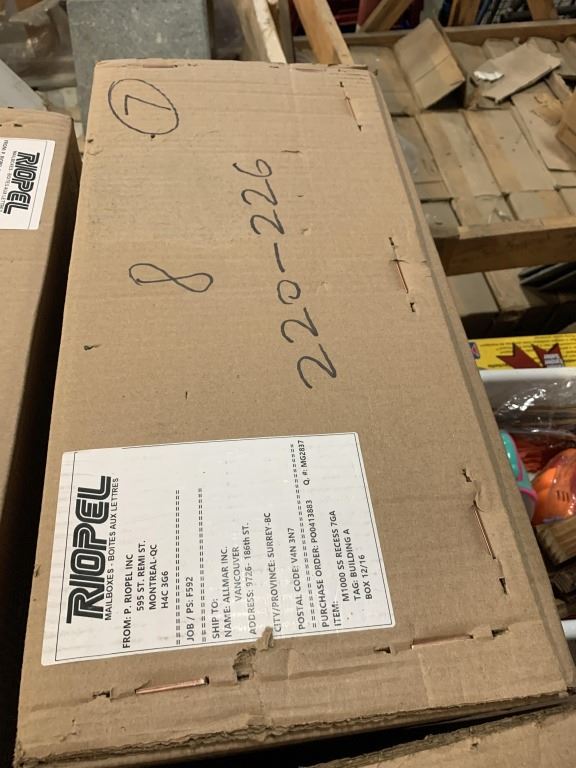 7
8
220-226
RIOPEL
MAILBOXES - BOITES AUX LETTRES
FROM: P. RIOPEL INC
595 ST. REMI ST.
MONTREAL-QC
H4C 3G6
JOB / PS: F592
SHIP TO:
NAME: ALLMAR INC.
VANCOUVER
ADDRESS: 9726- 186th ST.
CITY/PROVINCE: SURREY-BC
POSTAL CODE: V4N 3N7
PURCHASE ORDER: PO0413883 Q. #: MG2837
ITEM:
M1000 SS RECESS 7GA
TAG: BUILDING A
BOX 12/16
RIOPEL